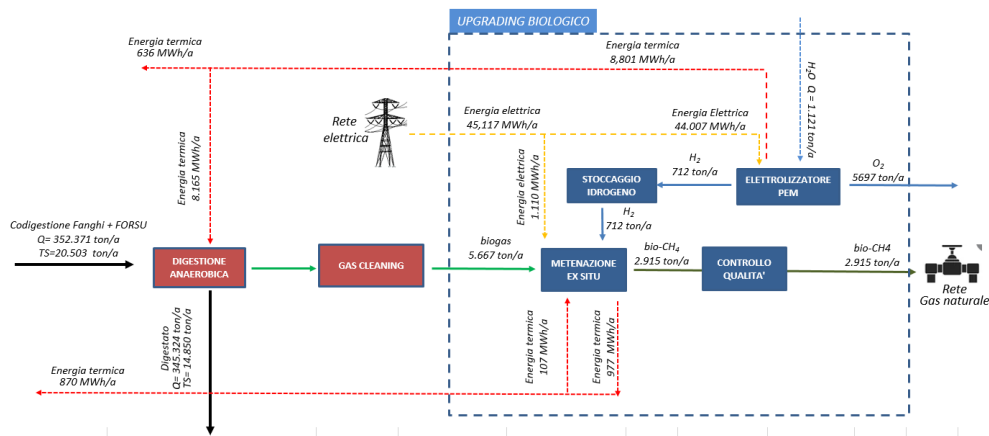 UPGRADING BIOLOGICO
Energia termica
636 MWh/a
Energia termica
8,801 MWh/a
H₂O Q = 1.121 ton/a
Rete
elettrica
Energia elettrica
45,117 MWh/a
Energia Elettrica
44.007 MWh/a
Energia termica
8.165 MWh/a
Energia elettrica
1.110 MWh/a
STOCCAGGIO
IDROGENO
H₂
712 ton/a
ELETTROLIZZATORE
PEM
O₂
5697 ton/a
H₂
712 ton/a
Codigestione Fanghi + FORSU
Q= 352.371 ton/a
TS=20.503 ton/a
DIGESTIONE
ANAEROBICA
GAS CLEANING
biogas
5.667 ton/a
METENAZIONE
EX SITU
bio-CH₄
2.915 ton/a
CONTROLLO
QUALITA'
bio-CH4
2.915 ton/a
Rete
Gas naturale
Digestato
Q= 345.324 ton/a
TS= 14.850 ton/a
Energia termica
107 MWh/a
Energia termica
977 MWh/a
Energia termica
870 MWh/a